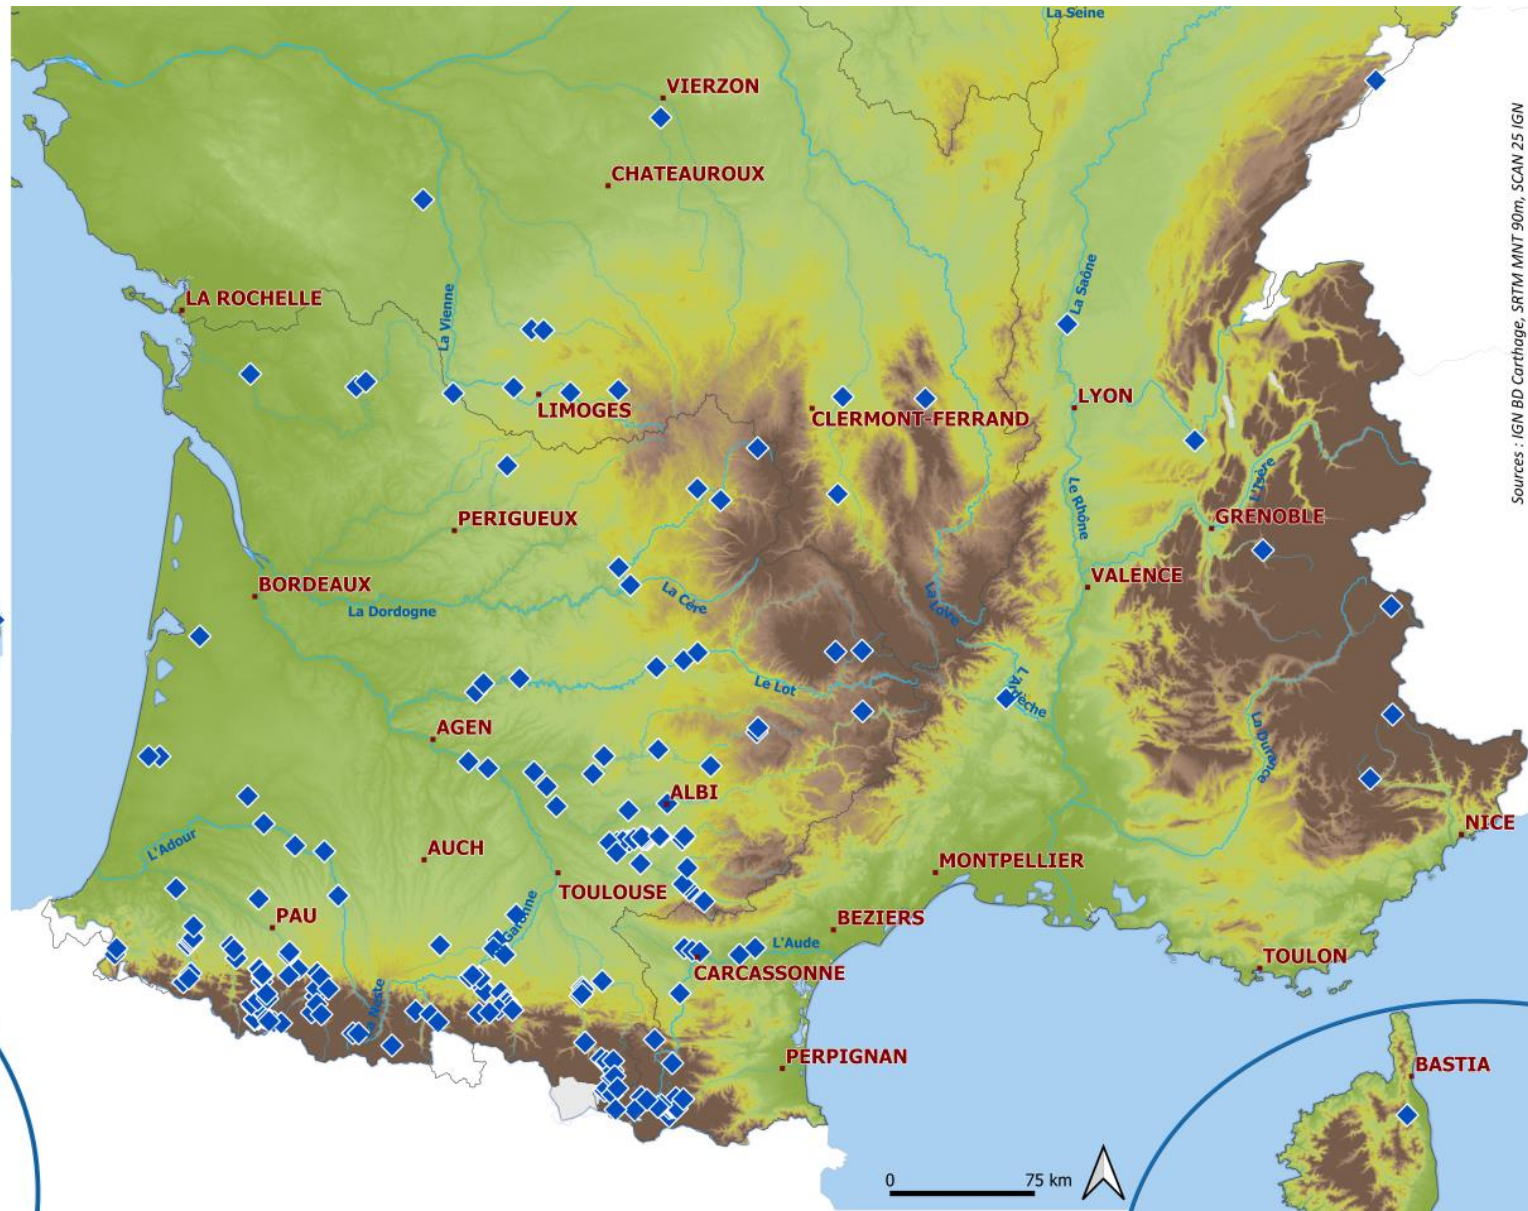 La Seine
VIERZON
CHATEAUROUX
Sources : IGN BD Carthage, SRTM MNT 90m, SCAN 25 IGN
LA ROCHELLE
La Vienne
La Saône
LIMOGES
CLERMONT-FERRAND
LYON
Le Rhône
L'Isère
PERIGUEUX
GRENOBLE
BORDEAUX
La Dordogne
La Cère
La Loire
VALENCE
Le Lot
L'Ardèche
La Durance
AGEN
ALBI
NICE
L'Adour
AUCH
TOULOUSE
MONTPELLIER
PAU
La Garonne
BEZIERS
L'Aude
CARCASSONNE
TOULON
La Neste
PERPIGNAN
BASTIA
0 75 km